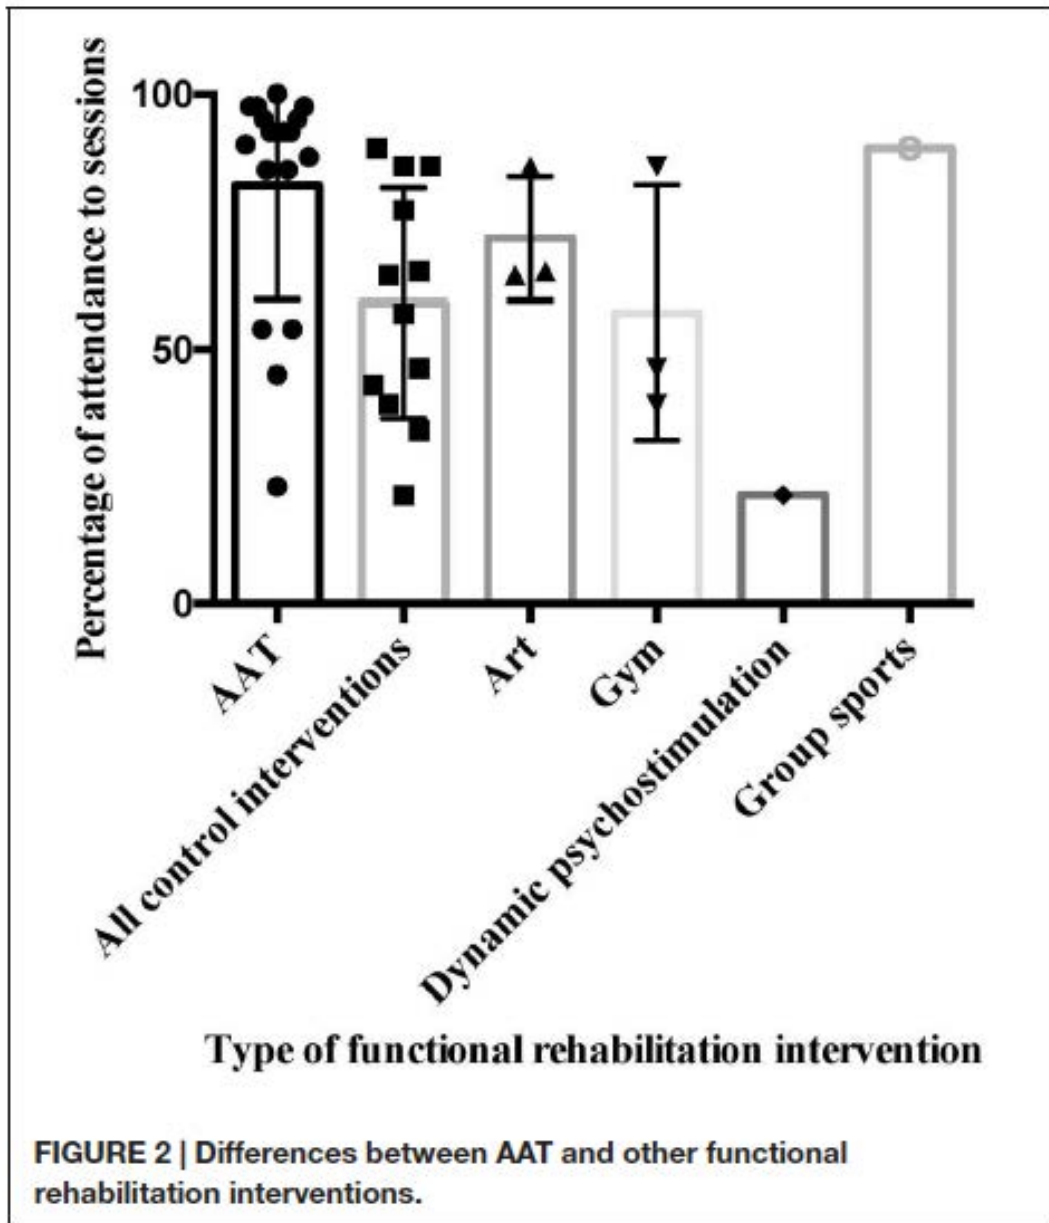 Percentage of attendance to sessions
100
50
0
AAT
All control interventions
Art
Gym
Dynamic psychostimulation
Group sports
Type of functional rehabilitation intervention
FIGURE 2 | Differences between AAT and other functional
rehabilitation interventions.